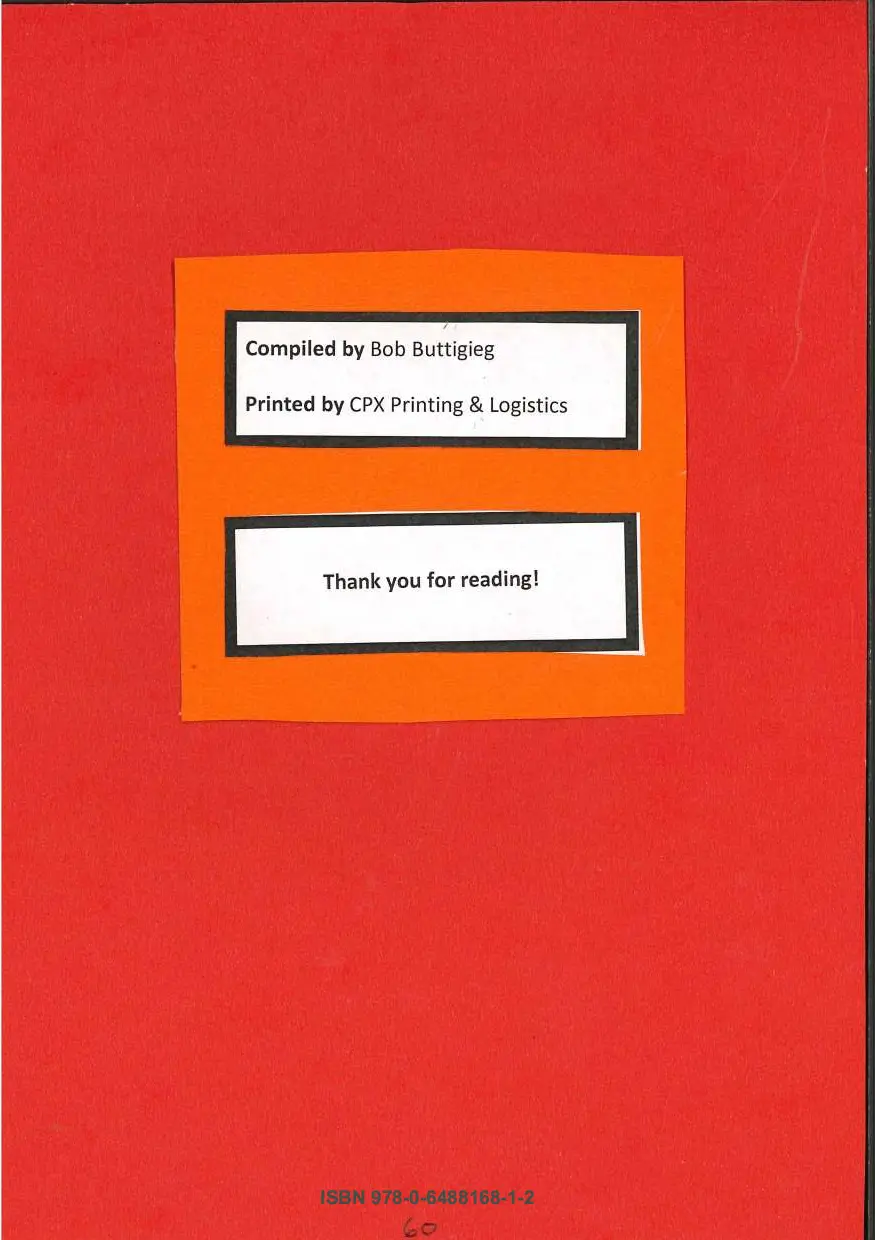 Compiled by Bob Buttigieg
Printed by CPX Printing & Logistics
Thank you for reading!
ISBN 978-0-6488168-1-2
60